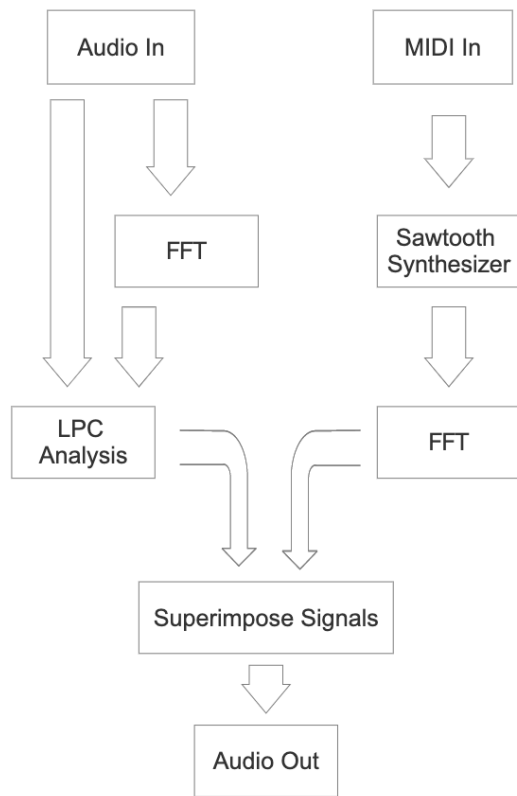 Audio In
MIDI In
FFT
Sawtooth
Synthesizer
LPC
Analysis
FFT
Superimpose Signals
Audio Out